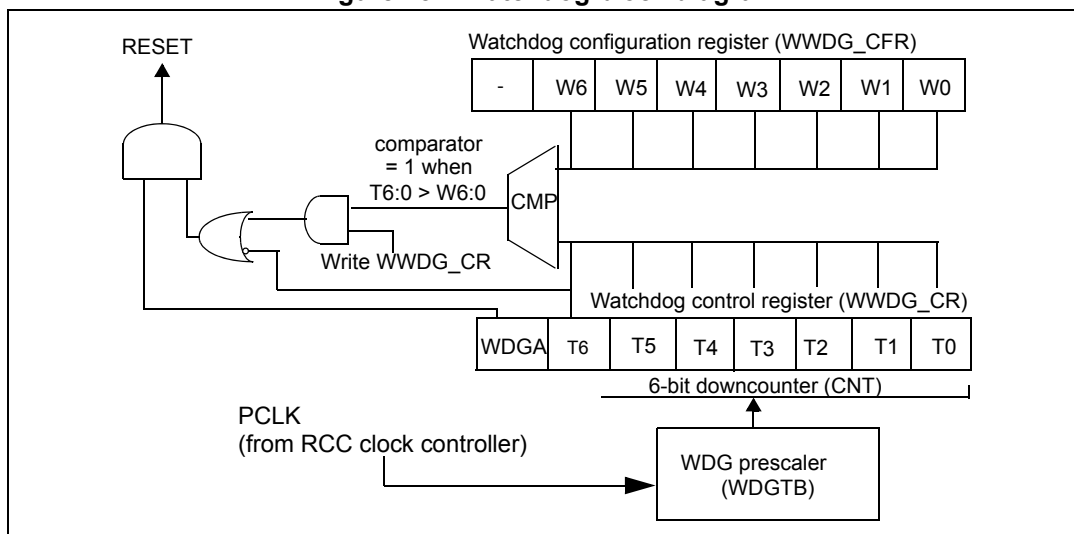 RESET
Watchdog configuration register (WWDG_CFR)
- W6 W5 W4 W3 W2 W1 W0
comparator
= 1 when
T6:0 > W6:0
CMP
Write WWDG_CR
Watchdog control register (WWDG_CR)
WDGA T6 T5 T4 T3 T2 T1 T0
6-bit downcounter (CNT)
PCLK
(from RCC clock controller)
WDG prescaler
(WDGTB)